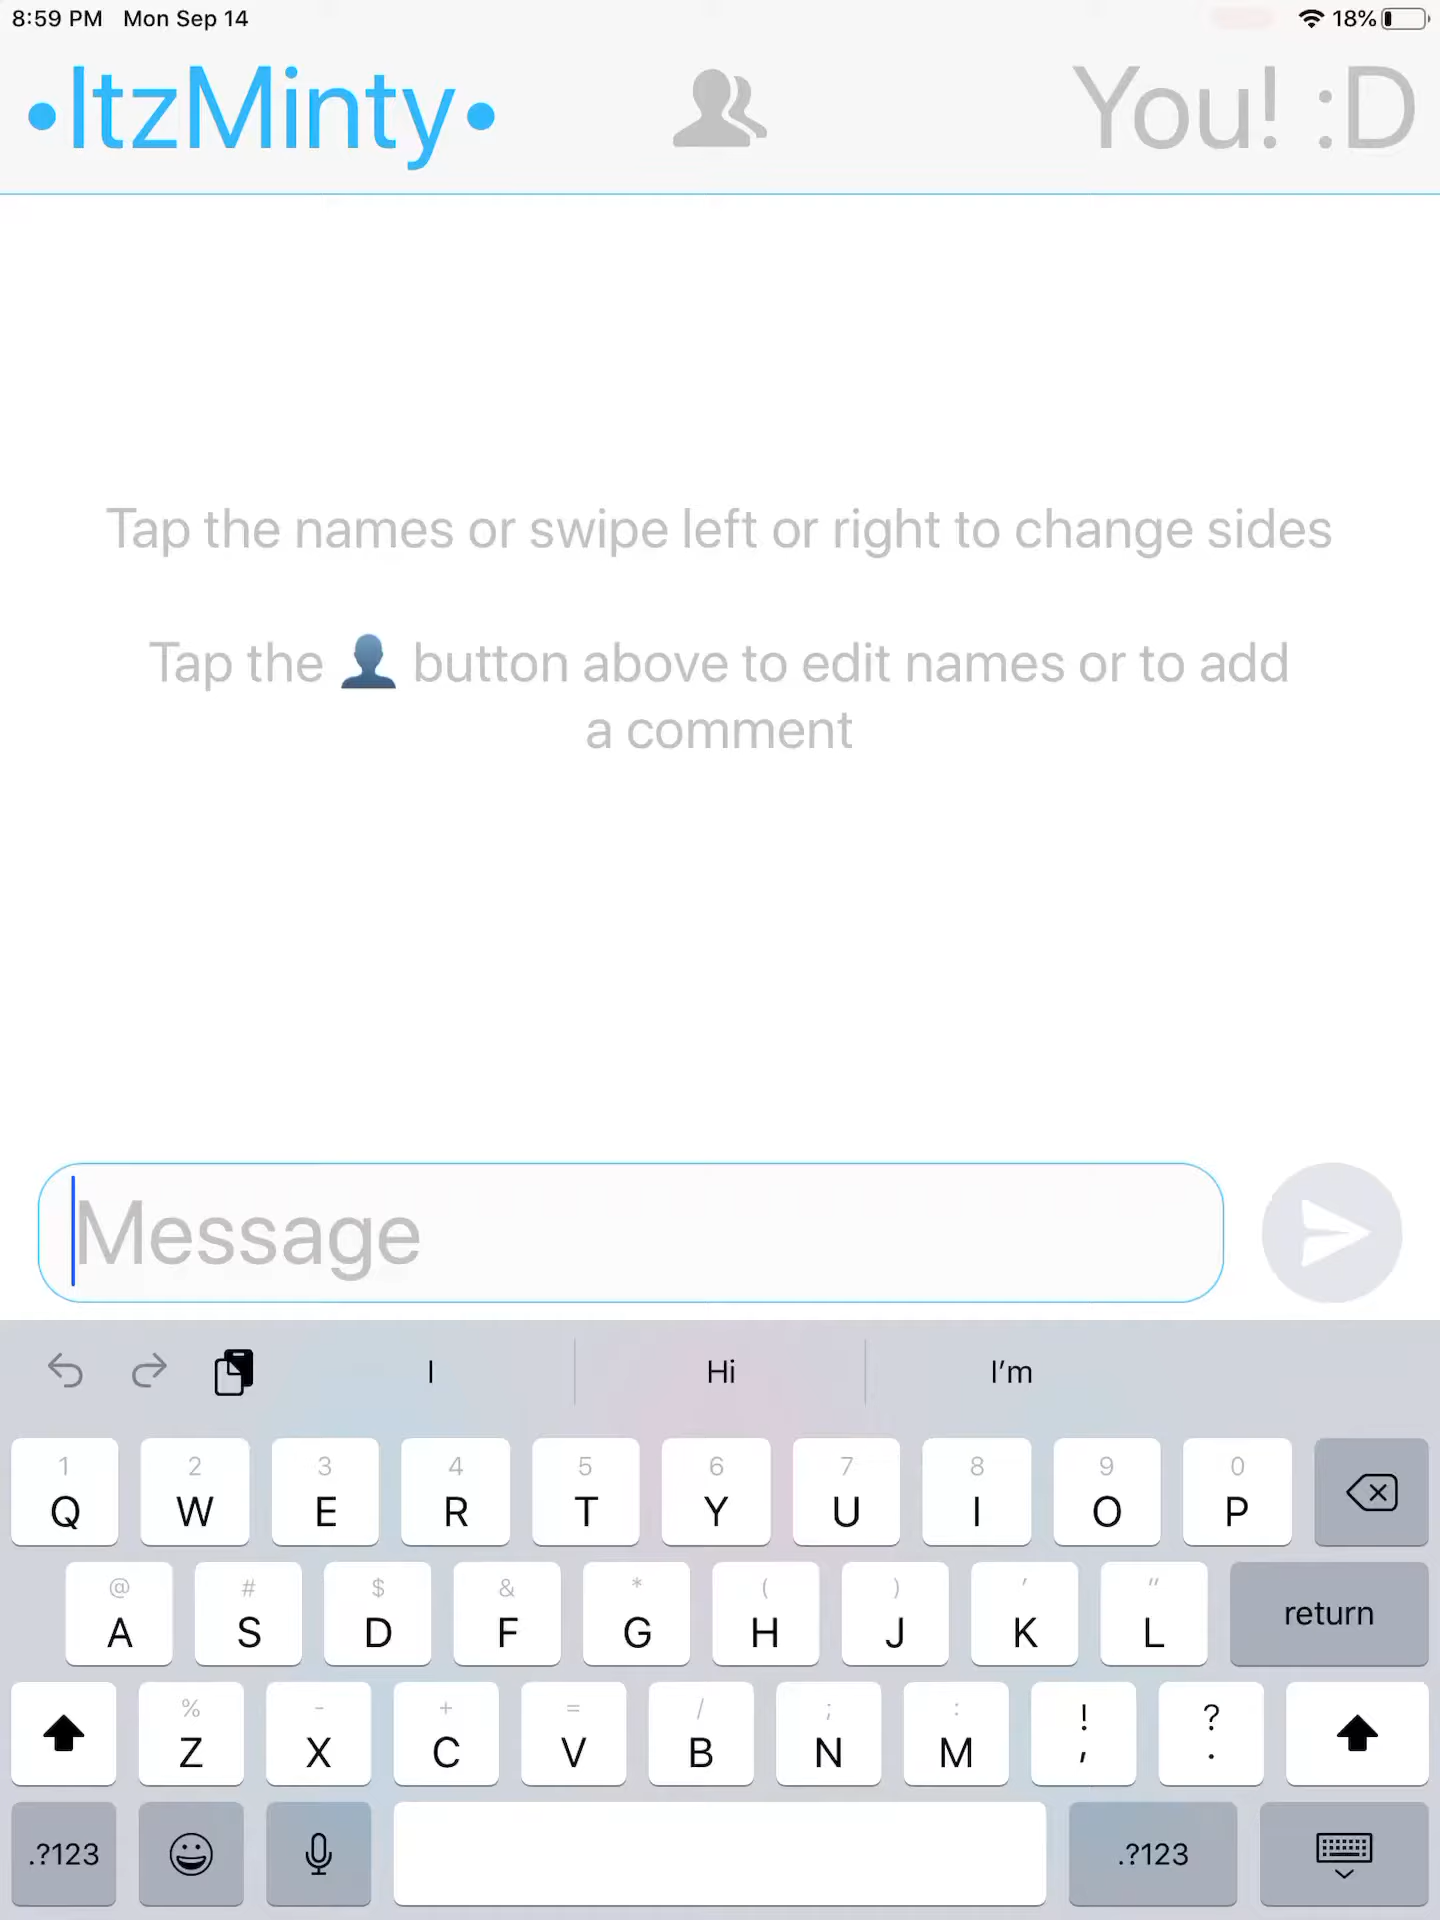 8:59 PM Mon Sep 14 18%
•ItzMinty• You! :D
Tap the names or swipe left or right to change sides
Tap the 👤 button above to edit names or to add
a comment
Message
I Hi I'm
1 2 3 4 5 6 7 8 9 0
Q W E R T Y U I O P
@ # $ & * ( ) ' "
A S D F G H J K L return
% - + = / ; : ! ?
Z X C V B N M , .
.?123 .?123